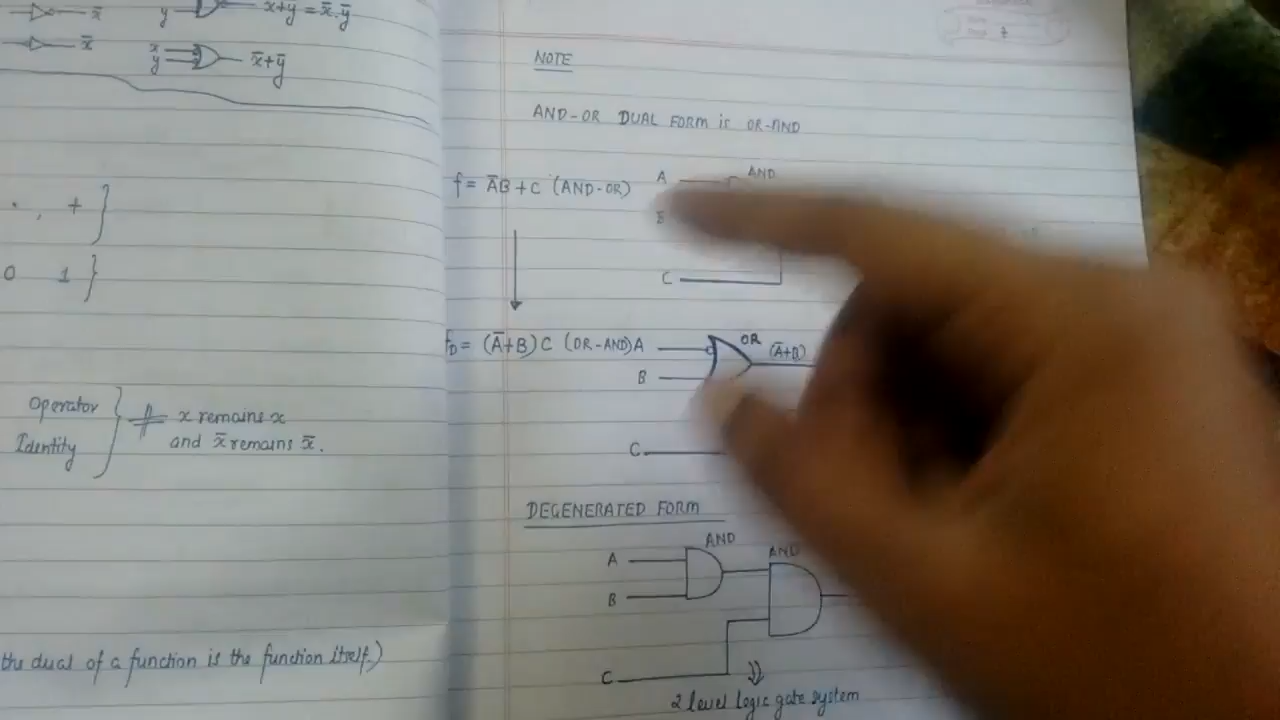 x̄
y
x+y = x̄.ȳ
x̄
x
y
x̄+ȳ
., +
0 1
operator
Identity
x remains x
and x̄ remains x̄.
the dual of a function is the function itself.)
NOTE
AND-OR DUAL FORM is OR-AND
f = ĀB + C (AND-OR)
A
AND
B
C
f_D = (Ā+B)C (OR-AND)
A
OR
(Ā+B)
B
C
DEGENERATED FORM
AND
A
AND
B
C
2 level logic gate system